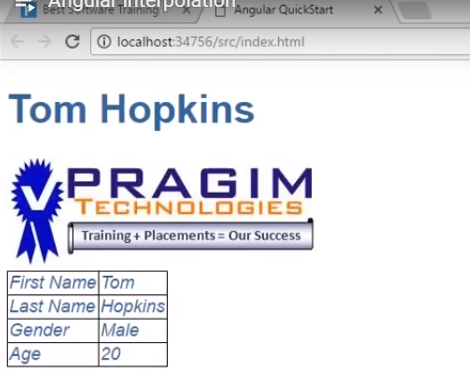 Angular Interpolation
Best Software Training
Angular QuickStart
localhost:34756/src/index.html
Tom Hopkins
PRAGIM
TECHNOLOGIES
Training + Placements = Our Success
First Name Tom
Last Name Hopkins
Gender Male
Age 20